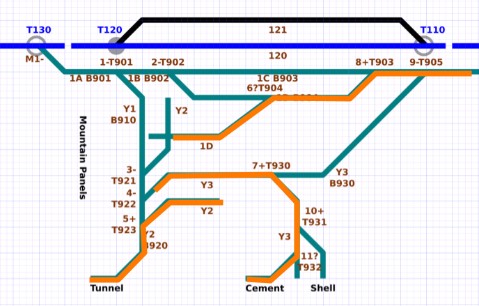 T130
T120
T110
121
120
M1-
1-T901
2-T902
8+T903
9-T905
1A B901
1B B902
1C B903
6?T904
Y1
B910
Y2
1D
Mountain Panels
3-
T921
4-
T922
5+
T923
7+T930
Y3
Y3
B930
Y2
10+
T931
Y2
B920
Y3
11?
T932
Tunnel
Cement
Shell